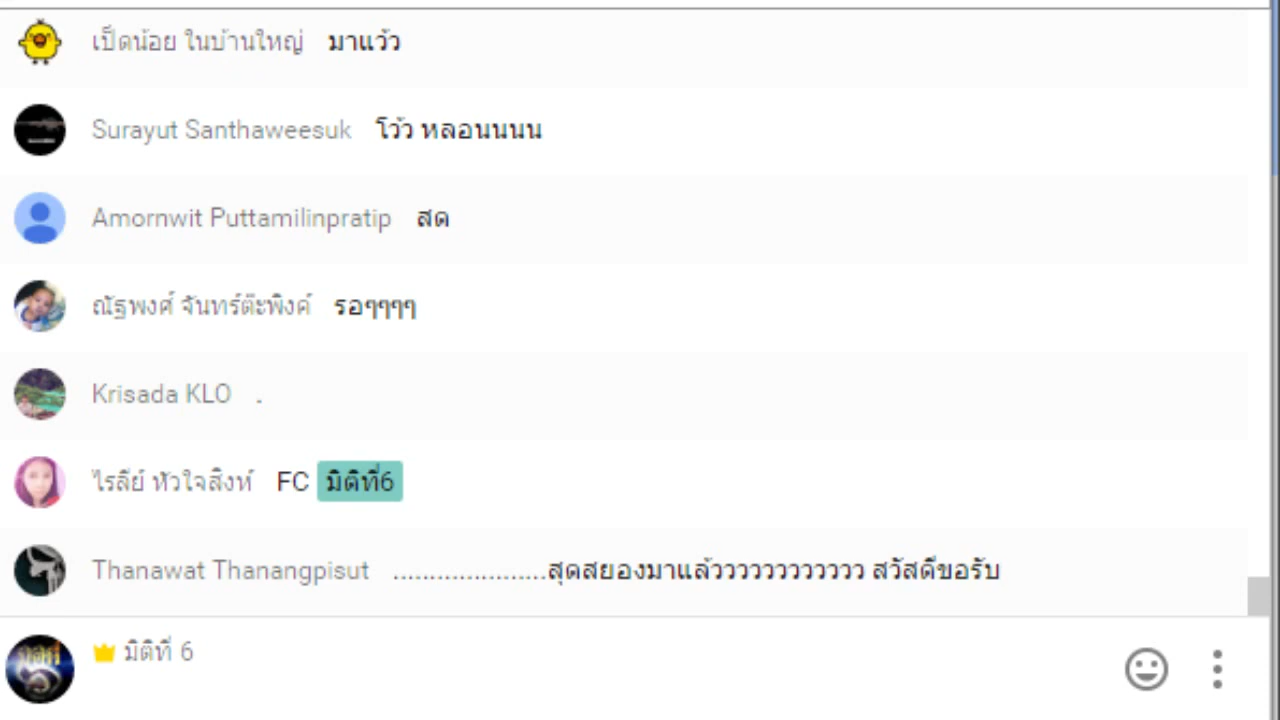 เป็ดน้อย ในบ้านใหญ่ มาแว้ว
Surayut Santhaweesuk โว้ว หลอนนนน
Amornwit Puttamilinpratip สด
ณัฐพงศ์ จันทร์ต๊ะพิงค์ รอๆๆๆๆ
Krisada KLO .
ไรลีย์ หัวใจสิงห์ FC มิติที่6
Thanawat Thanangpisut .....................สุดสยองมาแล้วววววววววววว สวัสดีขอรับ
มิติที่ 6